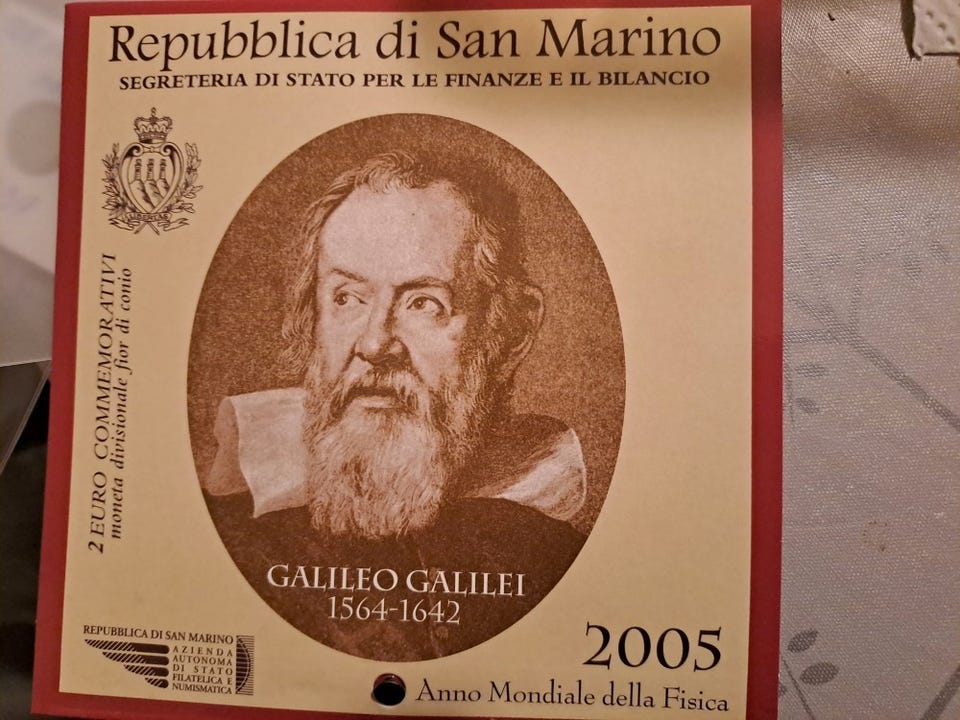 Repubblica di San Marino
SEGRETERIA DI STATO PER LE FINANZE E IL BILANCIO
LIBERTAS
2 EURO COMMEMORATIVI
moneta divisionale fior di conio
GALILEO GALILEI
1564-1642
REPUBBLICA DI SAN MARINO
AZIENDA
AUTONOMA
DI STATO
FILATELICA E
NUMISMATICA
2005
Anno Mondiale della Fisica